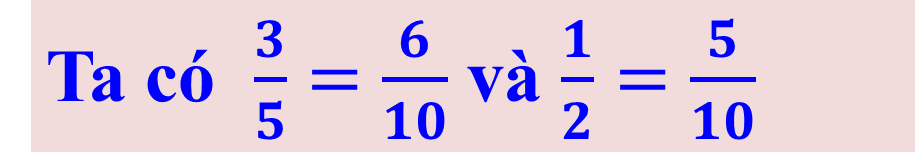 Ta có 3/5 = 6/10 và 1/2 = 5/10